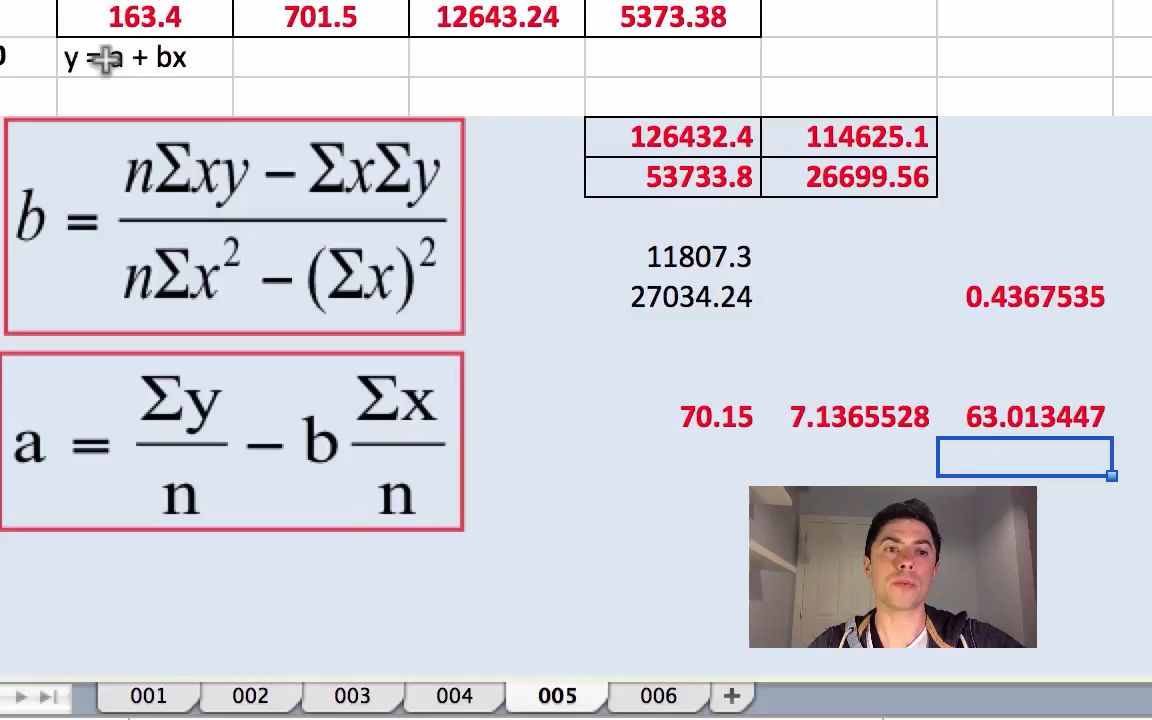 163.4 701.5 12643.24 5373.38
0 y = a + bx
126432.4 114625.1
53733.8 26699.56
b = nΣxy − ΣxΣy
nΣx² − (Σx)²
11807.3
27034.24 0.4367535
a = Σy − b Σx
n n
70.15 7.1365528 63.013447
001 002 003 004 005 006 +